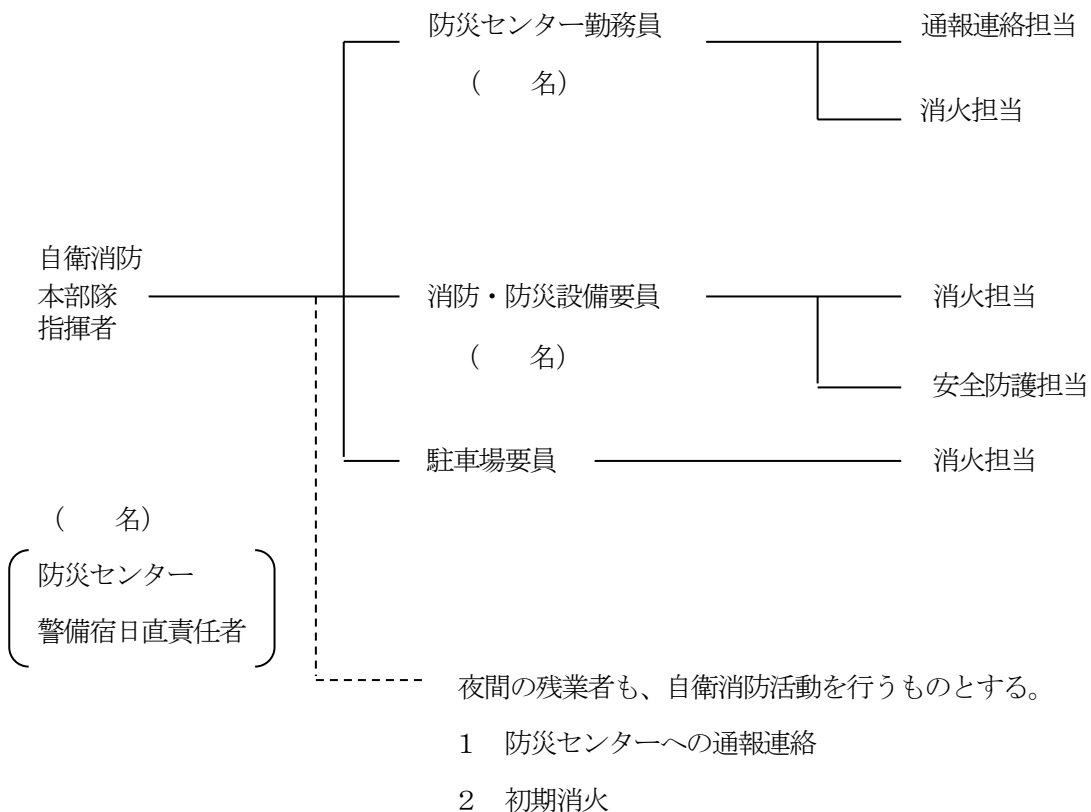 防災センター勤務員
通報連絡担当
(　　名)
消火担当
自衛消防
本部隊
指揮者
消防・防災設備要員
消火担当
(　　名)
安全防護担当
駐車場要員
消火担当
(　　名)
防災センター
警備宿日直責任者
夜間の残業者も、自衛消防活動を行うものとする。
1　防災センターへの通報連絡
2　初期消火